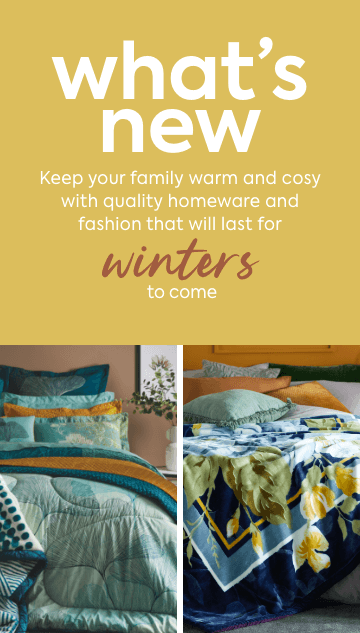 what's
new
Keep your family warm and cosy
with quality homeware and
fashion that will last for
winters
to come